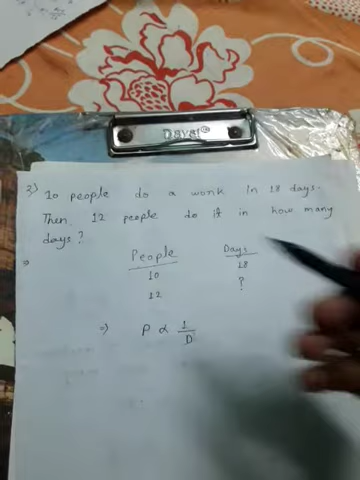 Dayal
2) 10 people do a work in 18 days.
Then, 12 people do it in how many
days?
People Days
10 18
12 ?
=> P ∝ 1/D